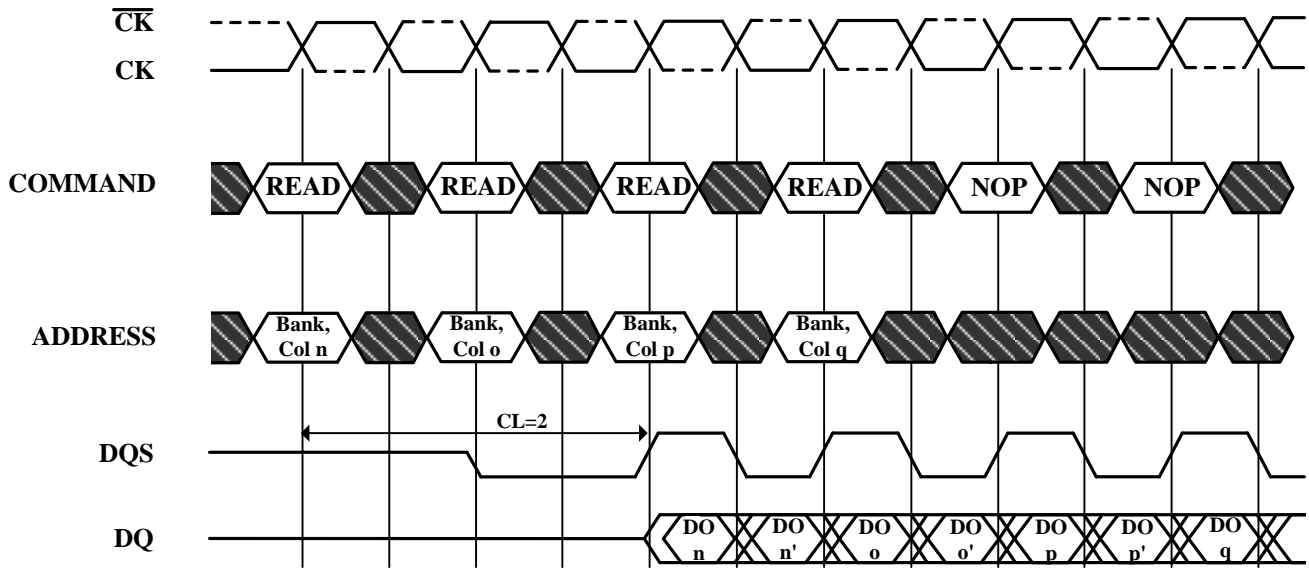 CK
CK
COMMAND READ READ READ READ NOP NOP
ADDRESS Bank, Col n Bank, Col o Bank, Col p Bank, Col q
CL=2
DQS
DQ DO n DO n' DO o DO o' DO p DO p' DO q